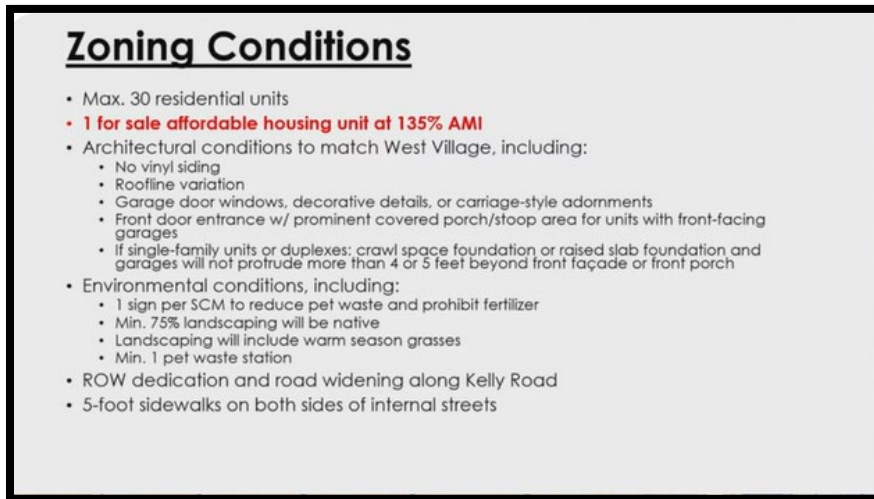 Zoning Conditions
• Max. 30 residential units
• 1 for sale affordable housing unit at 135% AMI
• Architectural conditions to match West Village, including:
• No vinyl siding
• Roofline variation
• Garage door windows, decorative details, or carriage-style adornments
• Front door entrance w/ prominent covered porch/stoop area for units with front-facing
garages
• If single-family units or duplexes: crawl space foundation or raised slab foundation and
garages will not protrude more than 4 or 5 feet beyond front façade or front porch
• Environmental conditions, including:
• 1 sign per SCM to reduce pet waste and prohibit fertilizer
• Min. 75% landscaping will be native
• Landscaping will include warm season grasses
• Min. 1 pet waste station
• ROW dedication and road widening along Kelly Road
• 5-foot sidewalks on both sides of internal streets